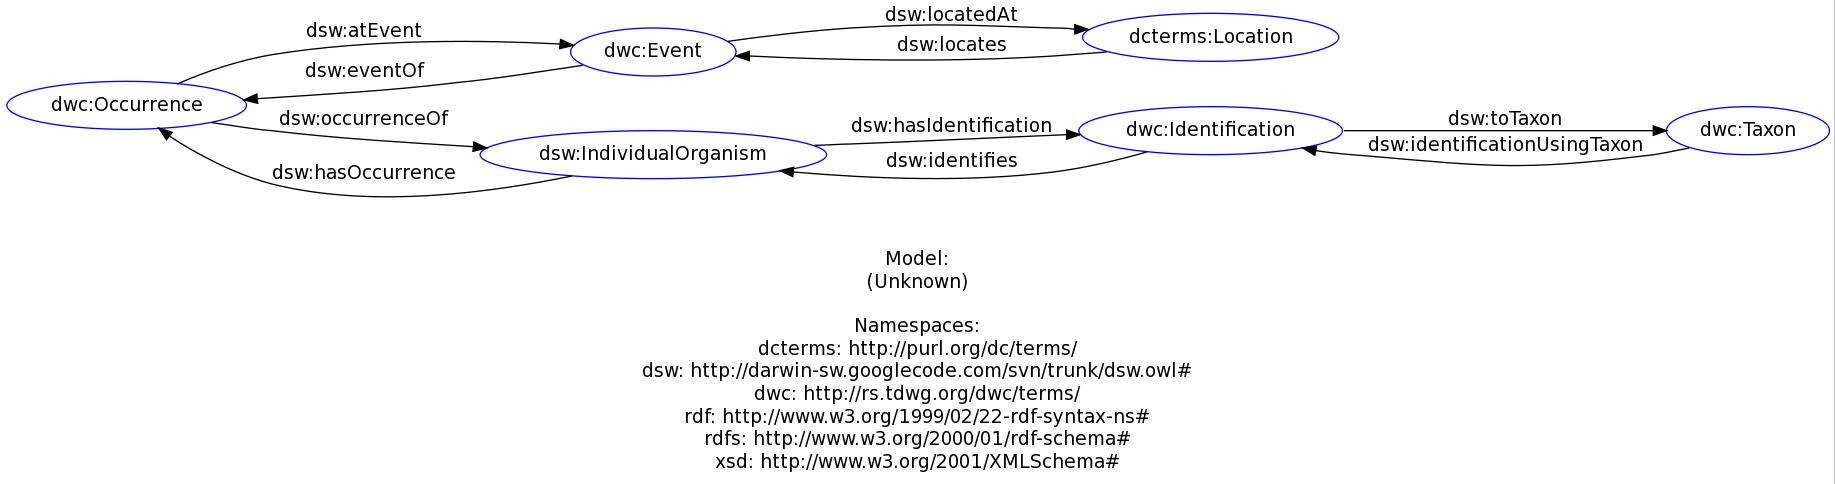 dsw:locatedAt
dsw:atEvent
dcterms:Location
dwc:Event
dsw:locates
dsw:eventOf
dwc:Occurrence
dsw:occurrenceOf
dsw:hasIdentification
dwc:Identification
dsw:toTaxon
dwc:Taxon
dsw:IndividualOrganism
dsw:identifies
dsw:identificationUsingTaxon
dsw:hasOccurrence
Model:
(Unknown)
Namespaces:
dcterms: http://purl.org/dc/terms/
dsw: http://darwin-sw.googlecode.com/svn/trunk/dsw.owl#
dwc: http://rs.tdwg.org/dwc/terms/
rdf: http://www.w3.org/1999/02/22-rdf-syntax-ns#
rdfs: http://www.w3.org/2000/01/rdf-schema#
xsd: http://www.w3.org/2001/XMLSchema#